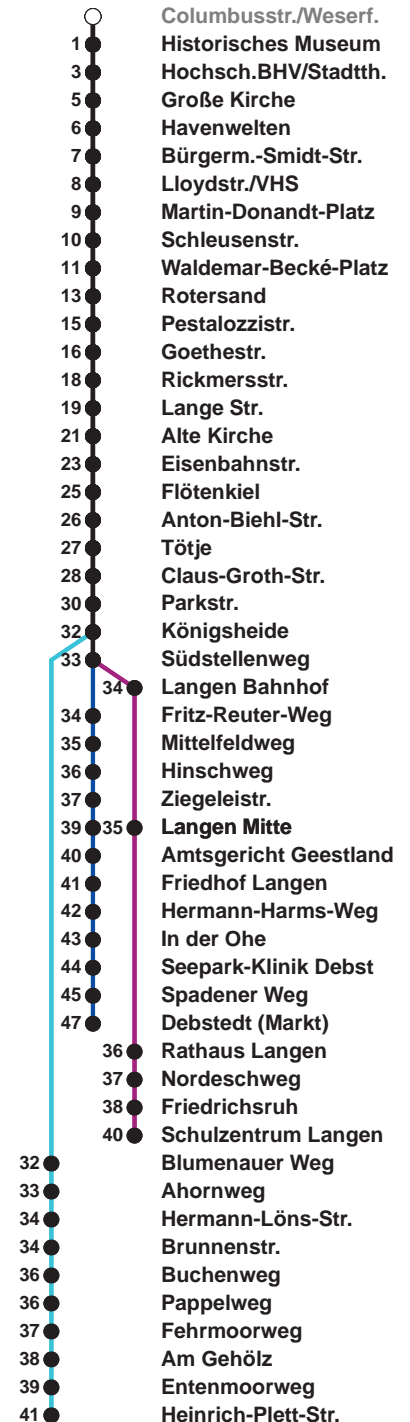 Columbusstr./Weserf.
1 Historisches Museum
3 Hochsch.BHV/Stadtth.
5 Große Kirche
6 Havenwelten
7 Bürgerm.-Smidt-Str.
8 Lloydstr./VHS
9 Martin-Donandt-Platz
10 Schleusenstr.
11 Waldemar-Becké-Platz
13 Rotersand
15 Pestalozzistr.
16 Goethestr.
18 Rickmersstr.
19 Lange Str.
21 Alte Kirche
23 Eisenbahnstr.
25 Flötenkiel
26 Anton-Biehl-Str.
27 Tötje
28 Claus-Groth-Str.
30 Parkstr.
32 Königsheide
33 Südstellenweg
34 Langen Bahnhof
34 Fritz-Reuter-Weg
35 Mittelfeldweg
36 Hinschweg
37 Ziegeleistr.
39 35 Langen Mitte
40 Amtsgericht Geestland
41 Friedhof Langen
42 Hermann-Harms-Weg
43 In der Ohe
44 Seepark-Klinik Debst
45 Spadener Weg
47 Debstedt (Markt)
36 Rathaus Langen
37 Nordeschweg
38 Friedrichsruh
40 Schulzentrum Langen
32 Blumenauer Weg
33 Ahornweg
34 Hermann-Löns-Str.
34 Brunnenstr.
36 Buchenweg
36 Pappelweg
37 Fehrmoorweg
38 Am Gehölz
39 Entenmoorweg
41 Heinrich-Plett-Str.